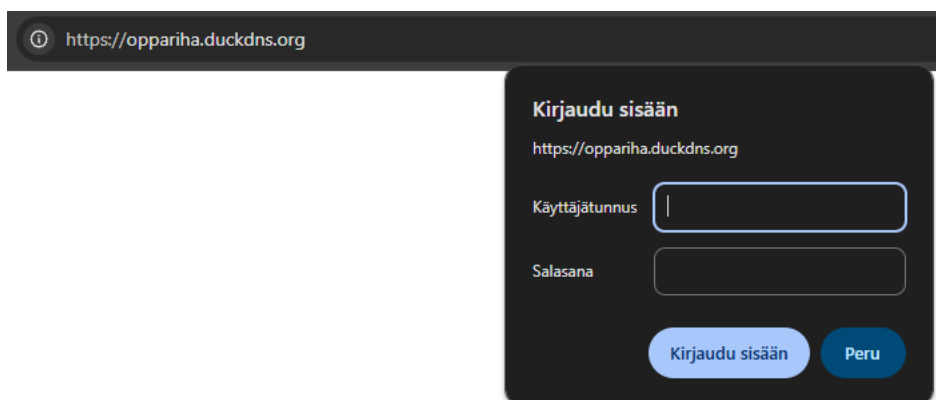 https://oppariha.duckdns.org
Kirjaudu sisään
https://oppariha.duckdns.org
Käyttäjätunnus
Salasana
Kirjaudu sisään Peru